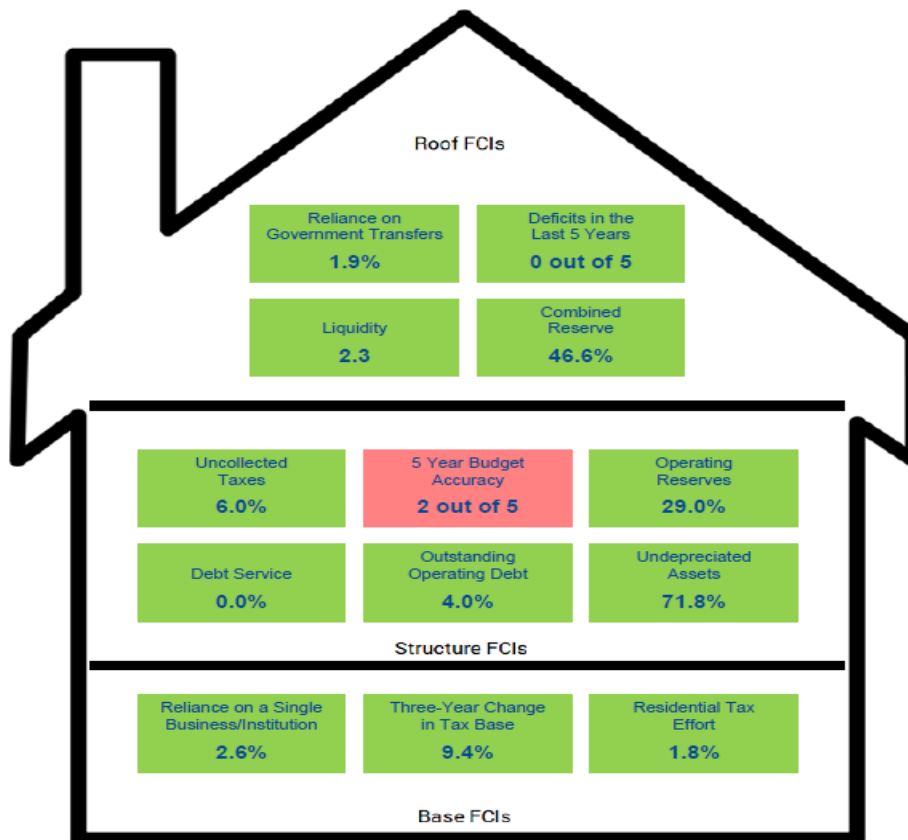 Roof FCIs
Reliance on
Government Transfers
1.9%
Deficits in the
Last 5 Years
0 out of 5
Liquidity
2.3
Combined
Reserve
46.6%
Uncollected
Taxes
6.0%
5 Year Budget
Accuracy
2 out of 5
Operating
Reserves
29.0%
Debt Service
0.0%
Outstanding
Operating Debt
4.0%
Undepreciated
Assets
71.8%
Structure FCIs
Reliance on a Single
Business/Institution
2.6%
Three-Year Change
in Tax Base
9.4%
Residential Tax
Effort
1.8%
Base FCIs